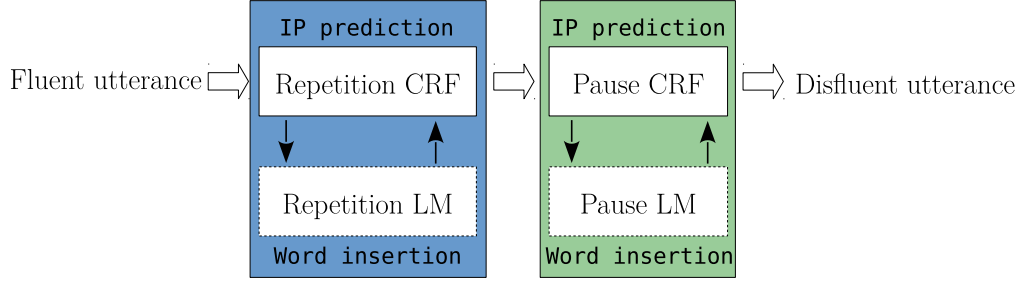 Fluent utterance
IP prediction
Repetition CRF
Repetition LM
Word insertion
IP prediction
Pause CRF
Pause LM
Word insertion
Disfluent utterance